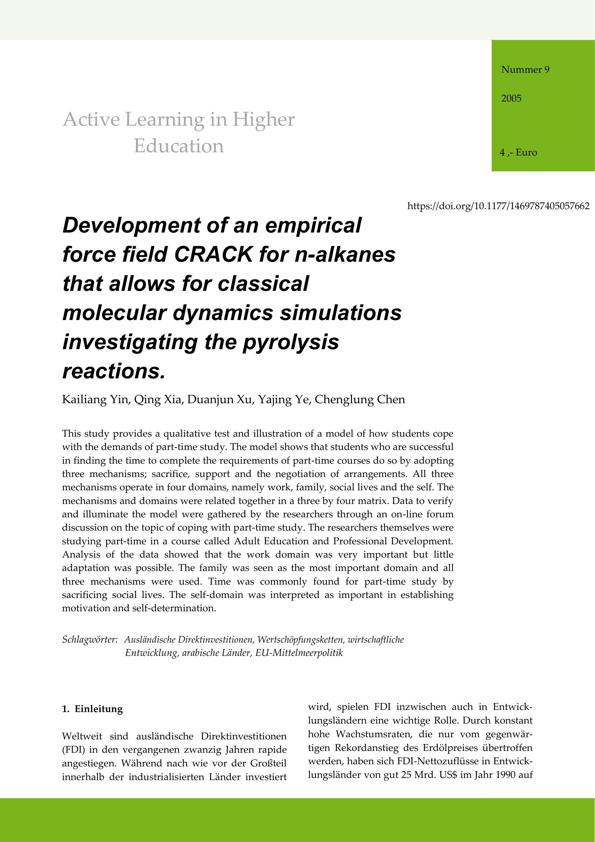 Nummer 9
2005
4 ,- Euro
Active Learning in Higher
Education
https://doi.org/10.1177/1469787405057662
Development of an empirical
force field CRACK for n-alkanes
that allows for classical
molecular dynamics simulations
investigating the pyrolysis
reactions.
Kailiang Yin, Qing Xia, Duanjun Xu, Yajing Ye, Chenglung Chen
This study provides a qualitative test and illustration of a model of how students cope
with the demands of part-time study. The model shows that students who are successful
in finding the time to complete the requirements of part-time courses do so by adopting
three mechanisms; sacrifice, support and the negotiation of arrangements. All three
mechanisms operate in four domains, namely work, family, social lives and the self. The
mechanisms and domains were related together in a three by four matrix. Data to verify
and illuminate the model were gathered by the researchers through an on-line forum
discussion on the topic of coping with part-time study. The researchers themselves were
studying part-time in a course called Adult Education and Professional Development.
Analysis of the data showed that the work domain was very important but little
adaptation was possible. The family was seen as the most important domain and all
three mechanisms were used. Time was commonly found for part-time study by
sacrificing social lives. The self-domain was interpreted as important in establishing
motivation and self-determination.
Schlagwörter: Ausländische Direktinvestitionen, Wertschöpfungsketten, wirtschaftliche
Entwicklung, arabische Länder, EU-Mittelmeerpolitik
1. Einleitung
Weltweit sind ausländische Direktinvestitionen
(FDI) in den vergangenen zwanzig Jahren rapide
angestiegen. Während nach wie vor der Großteil
innerhalb der industrialisierten Länder investiert
wird, spielen FDI inzwischen auch in Entwick-
lungsländern eine wichtige Rolle. Durch konstant
hohe Wachstumsraten, die nur vom gegenwär-
tigen Rekordanstieg des Erdölpreises übertroffen
werden, haben sich FDI-Nettozuflüsse in Entwick-
lungsländer von gut 25 Mrd. US$ im Jahr 1990 auf